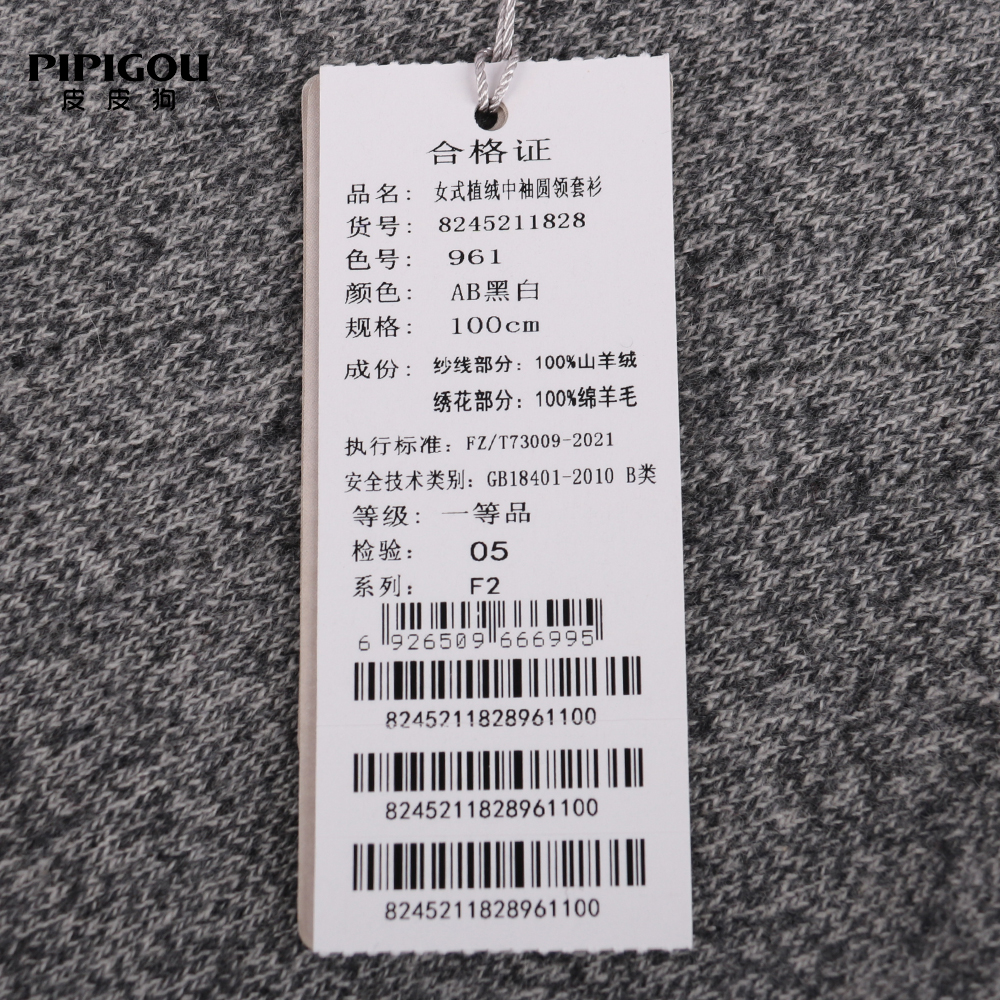 PIPIGOU
皮皮狗
合格证
品名: 女式植绒中袖圆领套衫
货号: 8245211828
色号: 961
颜色: AB黑白
规格: 100cm
成份: 纱线部分: 100%山羊绒
绣花部分: 100%绵羊毛
执行标准: FZ/T73009-2021
安全技术类别: GB18401-2010 B类
等级: 一等品
检验: 05
系列: F2
6 926509 666995
8245211828961100
8245211828961100
8245211828961100